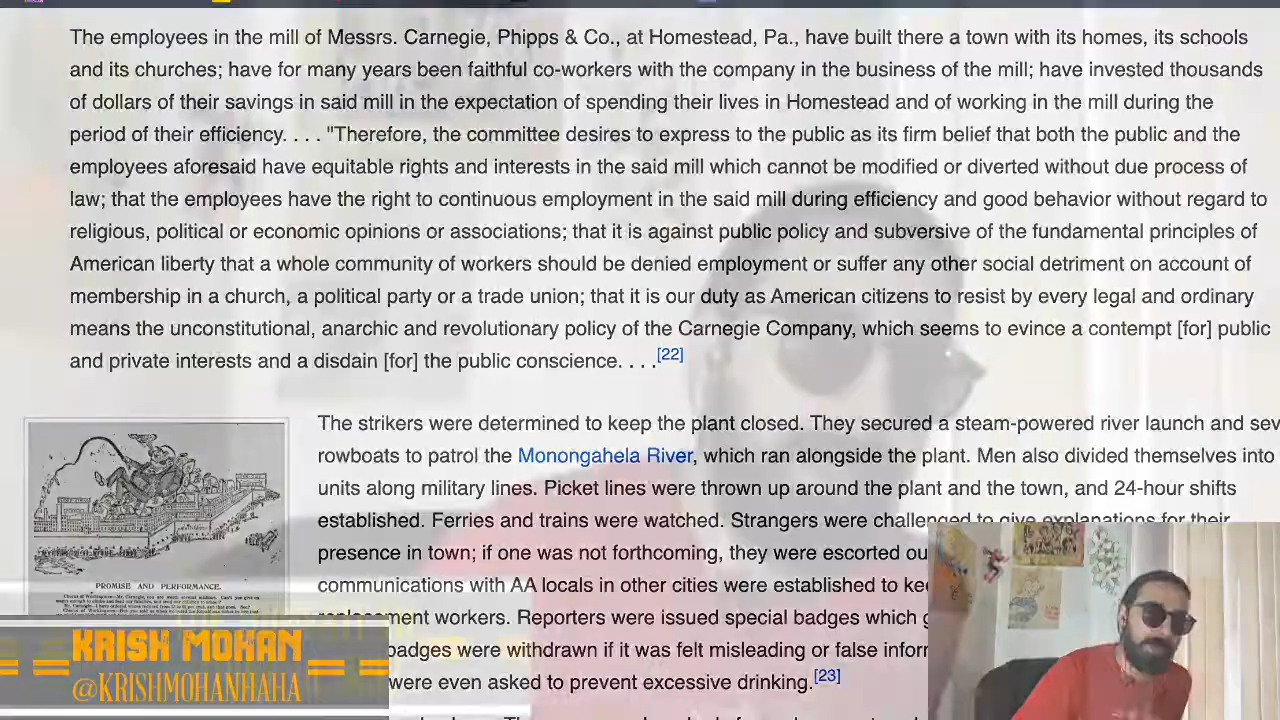 The employees in the mill of Messrs. Carnegie, Phipps & Co., at Homestead, Pa., have built there a town with its homes, its schools
and its churches; have for many years been faithful co-workers with the company in the business of the mill; have invested thousands
of dollars of their savings in said mill in the expectation of spending their lives in Homestead and of working in the mill during the
period of their efficiency. . . . "Therefore, the committee desires to express to the public as its firm belief that both the public and the
employees aforesaid have equitable rights and interests in the said mill which cannot be modified or diverted without due process of
law; that the employees have the right to continuous employment in the said mill during efficiency and good behavior without regard to
religious, political or economic opinions or associations; that it is against public policy and subversive of the fundamental principles of
American liberty that a whole community of workers should be denied employment or suffer any other social detriment on account of
membership in a church, a political party or a trade union; that it is our duty as American citizens to resist by every legal and ordinary
means the unconstitutional, anarchic and revolutionary policy of the Carnegie Company, which seems to evince a contempt [for] public
and private interests and a disdain [for] the public conscience. . . .[22]
The strikers were determined to keep the plant closed. They secured a steam-powered river launch and sev
rowboats to patrol the Monongahela River, which ran alongside the plant. Men also divided themselves into
units along military lines. Picket lines were thrown up around the plant and the town, and 24-hour shifts
established. Ferries and trains were watched. Strangers were challenged to give explanations for their
presence in town; if one was not forthcoming, they were escorted ou
communications with AA locals in other cities were established to kee
ment workers. Reporters were issued special badges which g
badges were withdrawn if it was felt misleading or false infor
were even asked to prevent excessive drinking.[23]
PROMISE AND PERFORMANCE.
KRISH MOHAN
@KRISHMOHANHAHA